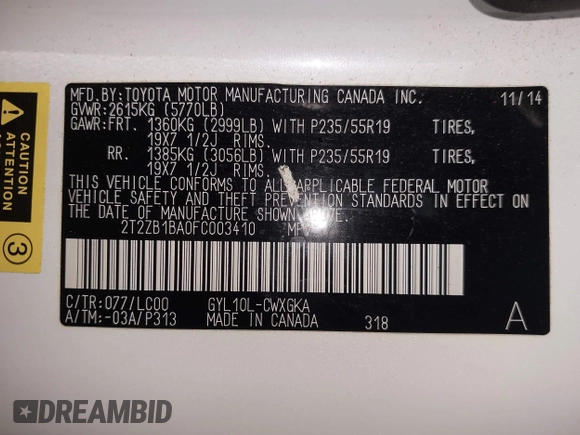 MFD.BY:TOYOTA MOTOR MANUFACTURING CANADA INC. 11/14
GVWR:2615KG (5770LB)
GAWR:FRT. 1360KG (2999LB) WITH P235/55R19 TIRES,
19X7 1/2J RIMS.
RR. 1385KG (3056LB) WITH P235/55R19 TIRES,
19X7 1/2J RIMS.
THIS VEHICLE CONFORMS TO ALL APPLICABLE FEDERAL MOTOR
VEHICLE SAFETY AND THEFT PREVENTION STANDARDS IN EFFECT ON
THE DATE OF MANUFACTURE SHOWN ABOVE.
2T2ZB1BA0FC003410 MPV
C/TR:077/LC00 GYL10L-CWXGKA
A/TM:-03A/P313 MADE IN CANADA 318 A
CAUTION
ATTENTION
3
DREAMBID